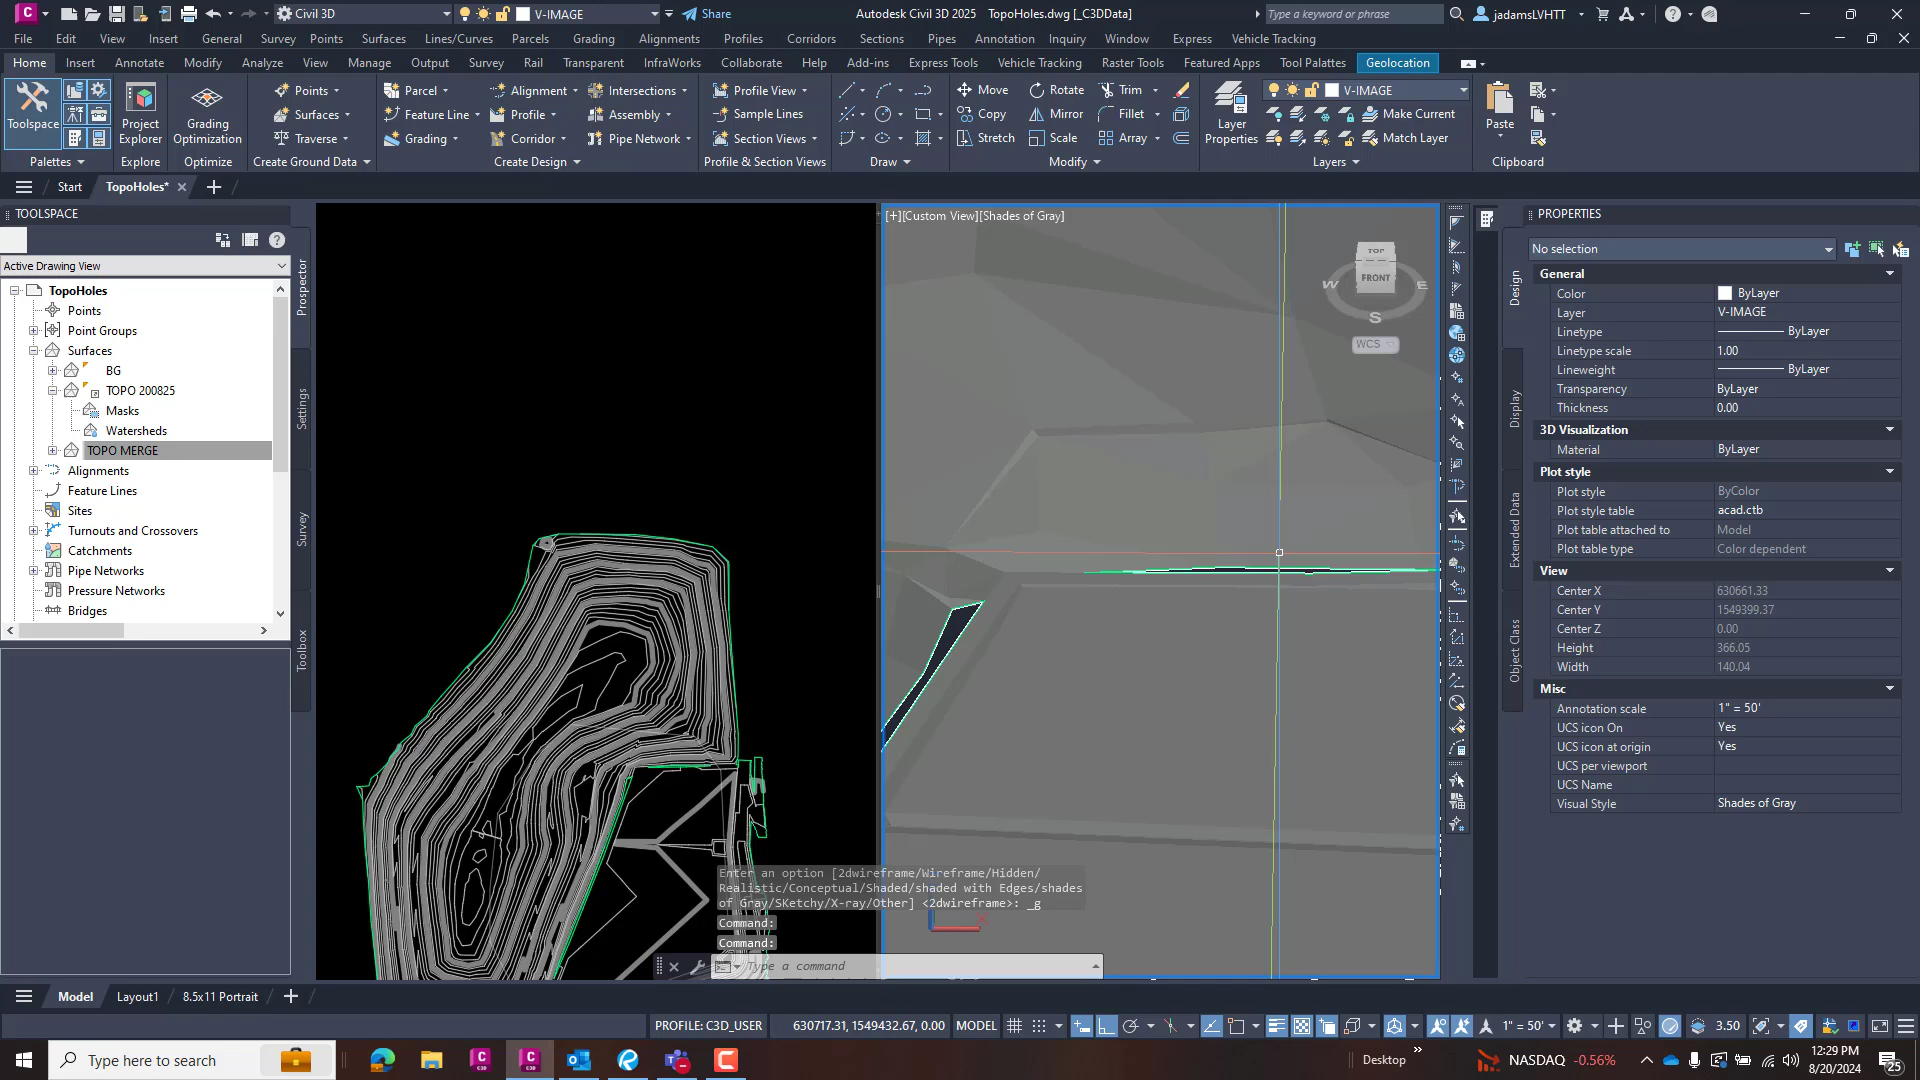 Civil 3D
V-IMAGE
Share
Autodesk Civil 3D 2025 TopoHoles.dwg [_C3DData]
Type a keyword or phrase
jadamsLVHTT
File Edit View Insert General Survey Points Surfaces Lines/Curves Parcels Grading Alignments Profiles Corridors Sections Pipes Annotation Inquiry Window Express Vehicle Tracking
Home Insert Annotate Modify Analyze View Manage Output Survey Rail Transparent InfraWorks Collaborate Help Add-ins Express Tools Vehicle Tracking Raster Tools Featured Apps Tool Palettes Geolocation
Toolspace
Palettes
Project Explorer
Explore
Grading Optimization
Optimize
Points
Surfaces
Traverse
Create Ground Data
Parcel
Feature Line
Grading
Alignment
Profile
Corridor
Intersections
Assembly
Pipe Network
Create Design
Profile View
Sample Lines
Section Views
Profile & Section Views
Draw
Move
Copy
Stretch
Rotate
Mirror
Scale
Trim
Fillet
Array
Modify
Layer Properties
V-IMAGE
Make Current
Match Layer
Layers
Paste
Clipboard
Start
TopoHoles*
TOOLSPACE
Active Drawing View
TopoHoles
Points
Point Groups
Surfaces
BG
TOPO 200825
Masks
Watersheds
TOPO MERGE
Alignments
Feature Lines
Sites
Turnouts and Crossovers
Catchments
Pipe Networks
Pressure Networks
Bridges
Prospector
Settings
Survey
Toolbox
[+][Custom View][Shades of Gray]
TOP
FRONT
W
E
S
WCS
Enter an option [2dwireframe/Wireframe/Hidden/
Realistic/Conceptual/Shaded/shaded with Edges/shades
of Gray/SKetchy/X-ray/Other] <2dwireframe>: _g
Command:
Command:
Type a command
PROPERTIES
No selection
Design
Display
Extended Data
Object Class
General
Color ByLayer
Layer V-IMAGE
Linetype ByLayer
Linetype scale 1.00
Lineweight ByLayer
Transparency ByLayer
Thickness 0.00
3D Visualization
Material ByLayer
Plot style
Plot style ByColor
Plot style table acad.ctb
Plot table attached to Model
Plot table type Color dependent
View
Center X 630661.33
Center Y 1549399.37
Center Z 0.00
Height 366.05
Width 140.04
Misc
Annotation scale 1" = 50'
UCS icon On Yes
UCS icon at origin Yes
UCS per viewport
UCS Name
Visual Style Shades of Gray
Model Layout1 8.5x11 Portrait
PROFILE: C3D_USER
630717.31, 1549432.67, 0.00
MODEL
1" = 50'
3.50
Type here to search
Desktop
NASDAQ -0.56%
12:29 PM
8/20/2024
25